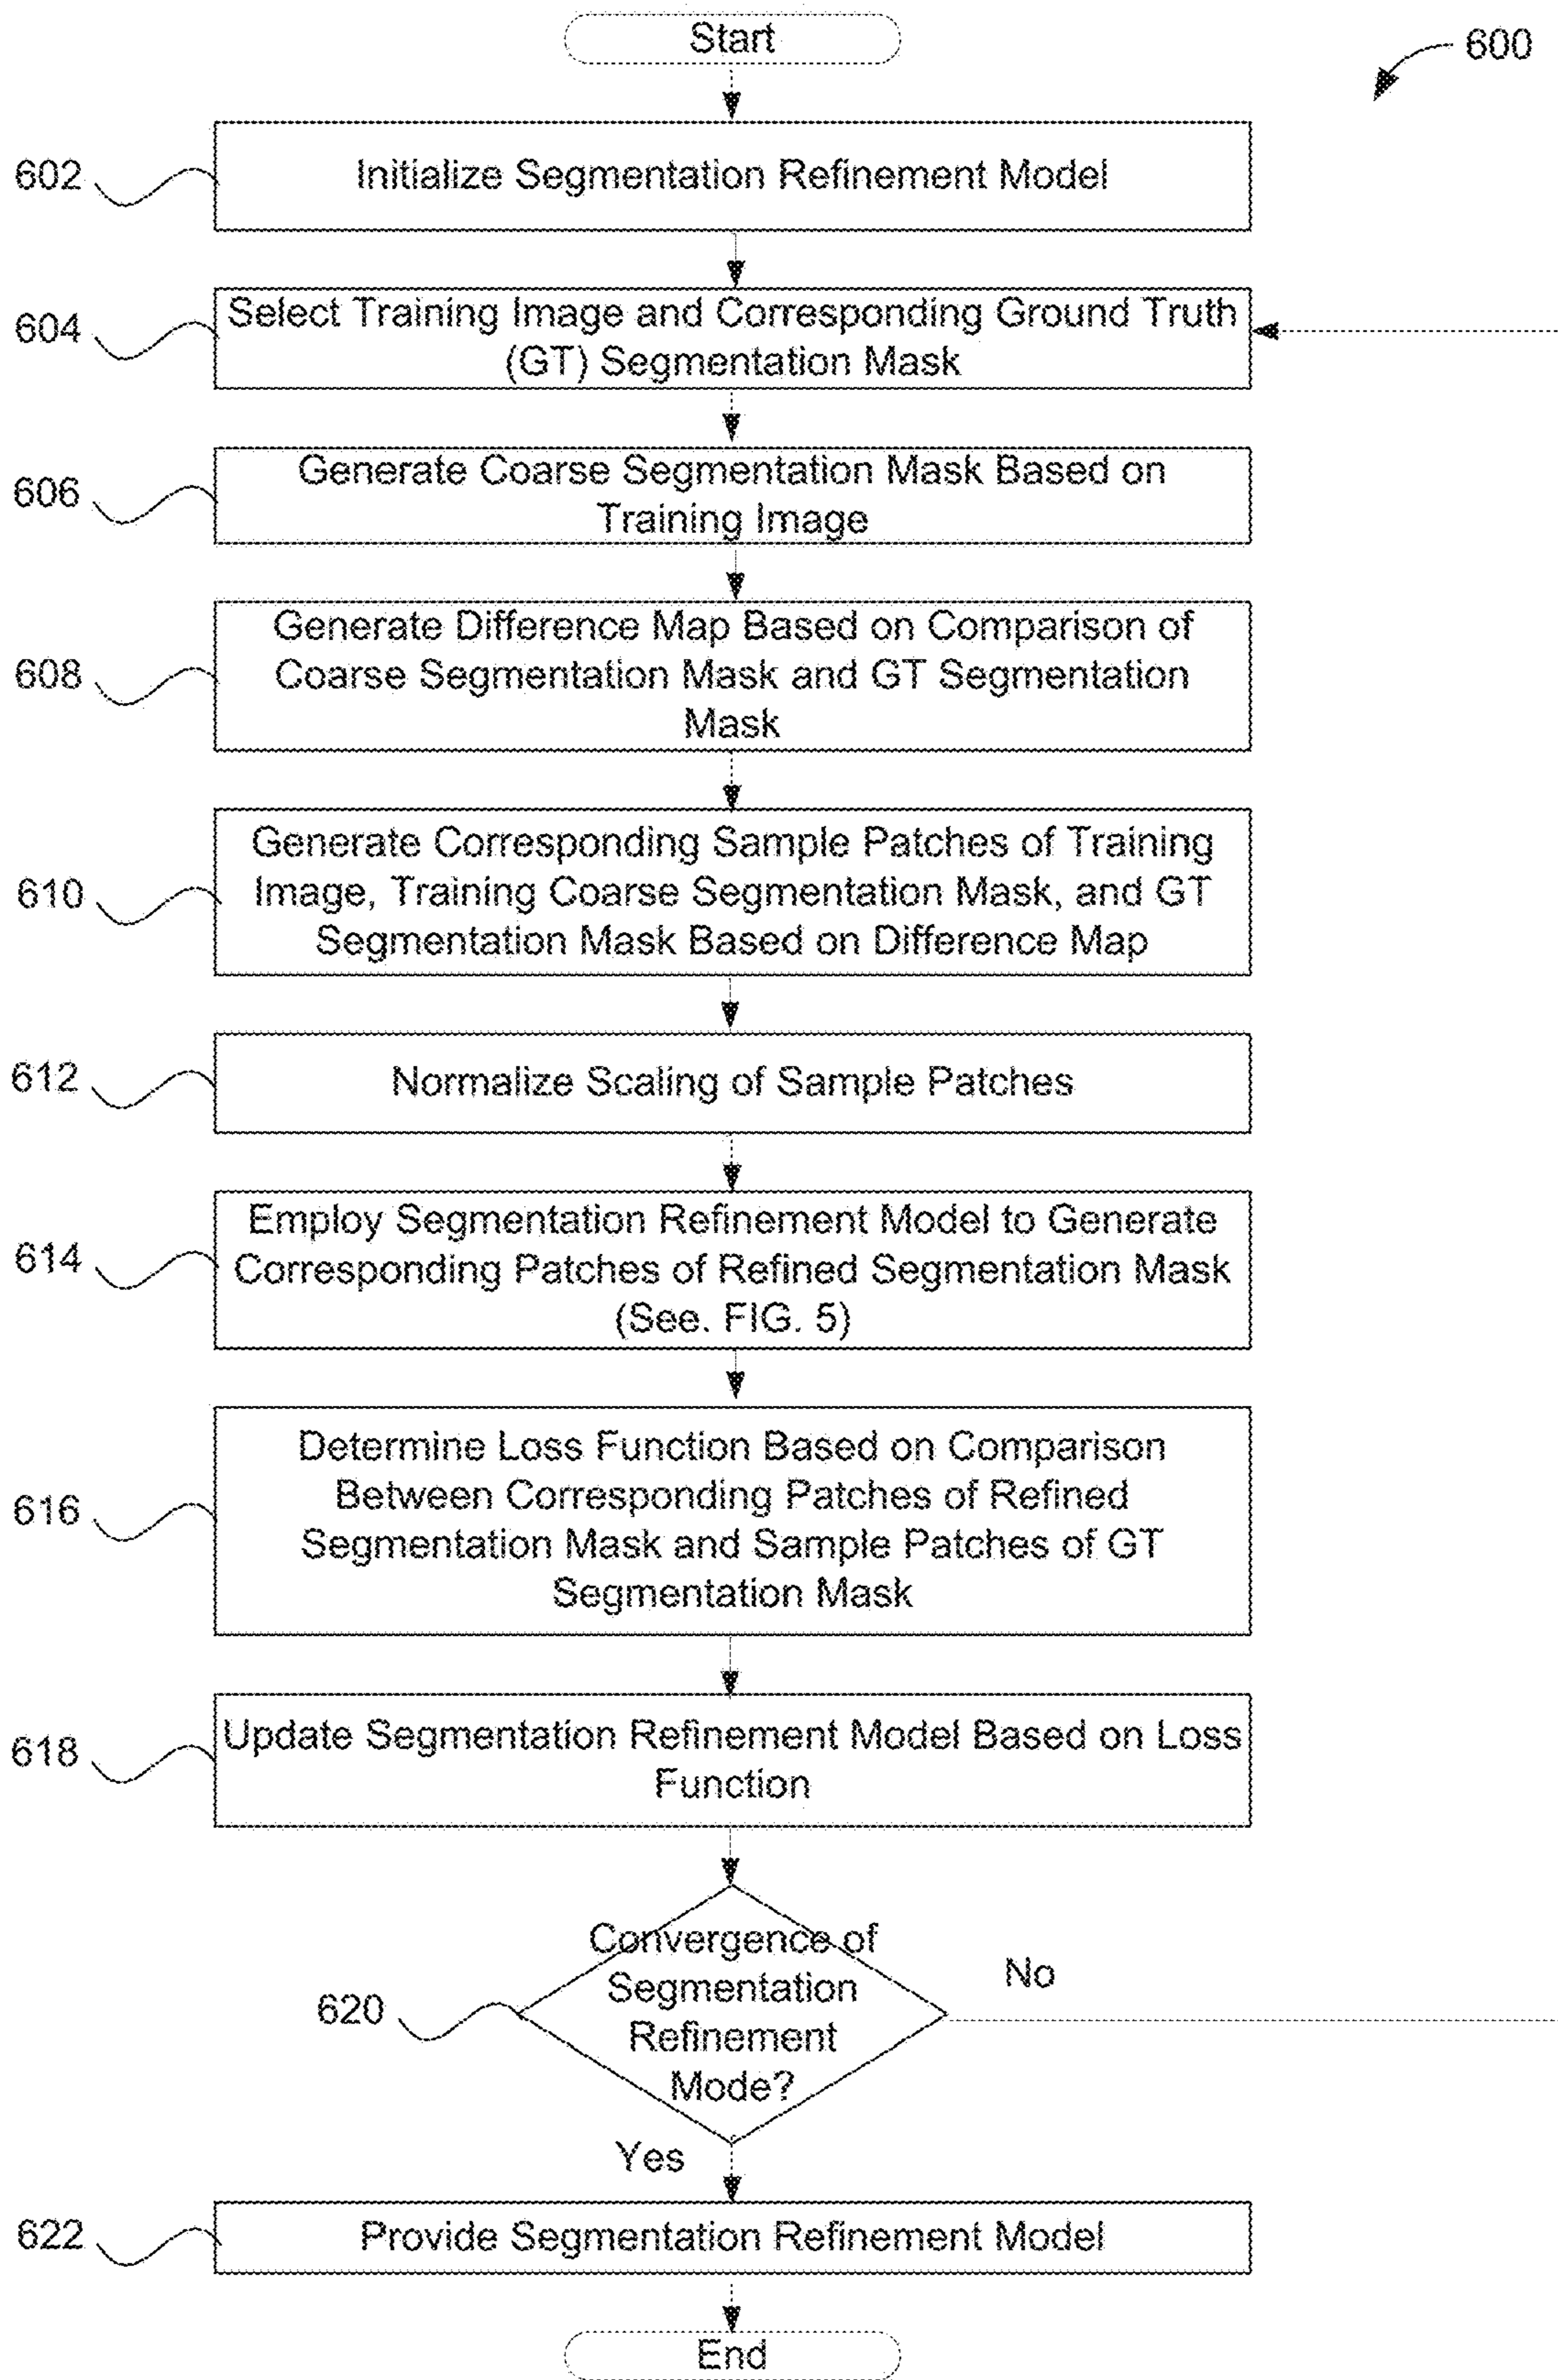 Start
600
602
Initialize Segmentation Refinement Model
604
Select Training Image and Corresponding Ground Truth
(GT) Segmentation Mask
606
Generate Coarse Segmentation Mask Based on
Training Image
608
Generate Difference Map Based on Comparison of
Coarse Segmentation Mask and GT Segmentation
Mask
610
Generate Corresponding Sample Patches of Training
Image, Training Coarse Segmentation Mask, and GT
Segmentation Mask Based on Difference Map
612
Normalize Scaling of Sample Patches
614
Employ Segmentation Refinement Model to Generate
Corresponding Patches of Refined Segmentation Mask
(See. FIG. 5)
616
Determine Loss Function Based on Comparison
Between Corresponding Patches of Refined
Segmentation Mask and Sample Patches of GT
Segmentation Mask
618
Update Segmentation Refinement Model Based on Loss
Function
620
Convergence of
Segmentation
Refinement
Mode?
No
Yes
622
Provide Segmentation Refinement Model
End